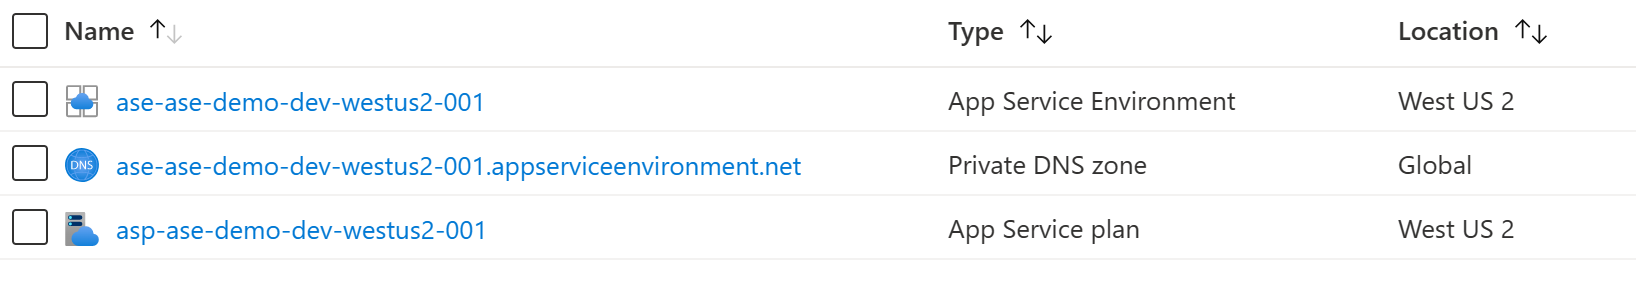 Name ↑↓ Type ↑↓ Location ↑↓
ase-ase-demo-dev-westus2-001 App Service Environment West US 2
DNS ase-ase-demo-dev-westus2-001.appserviceenvironment.net Private DNS zone Global
asp-ase-demo-dev-westus2-001 App Service plan West US 2